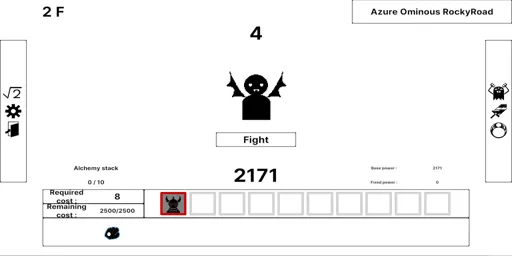 2 F
Azure Ominous RockyRoad
4
√2
Fight
Alchemy stack
0 / 10
2171
Base power :
2171
Fixed power :
0
Required cost :
8
Remaining cost :
2500/2500